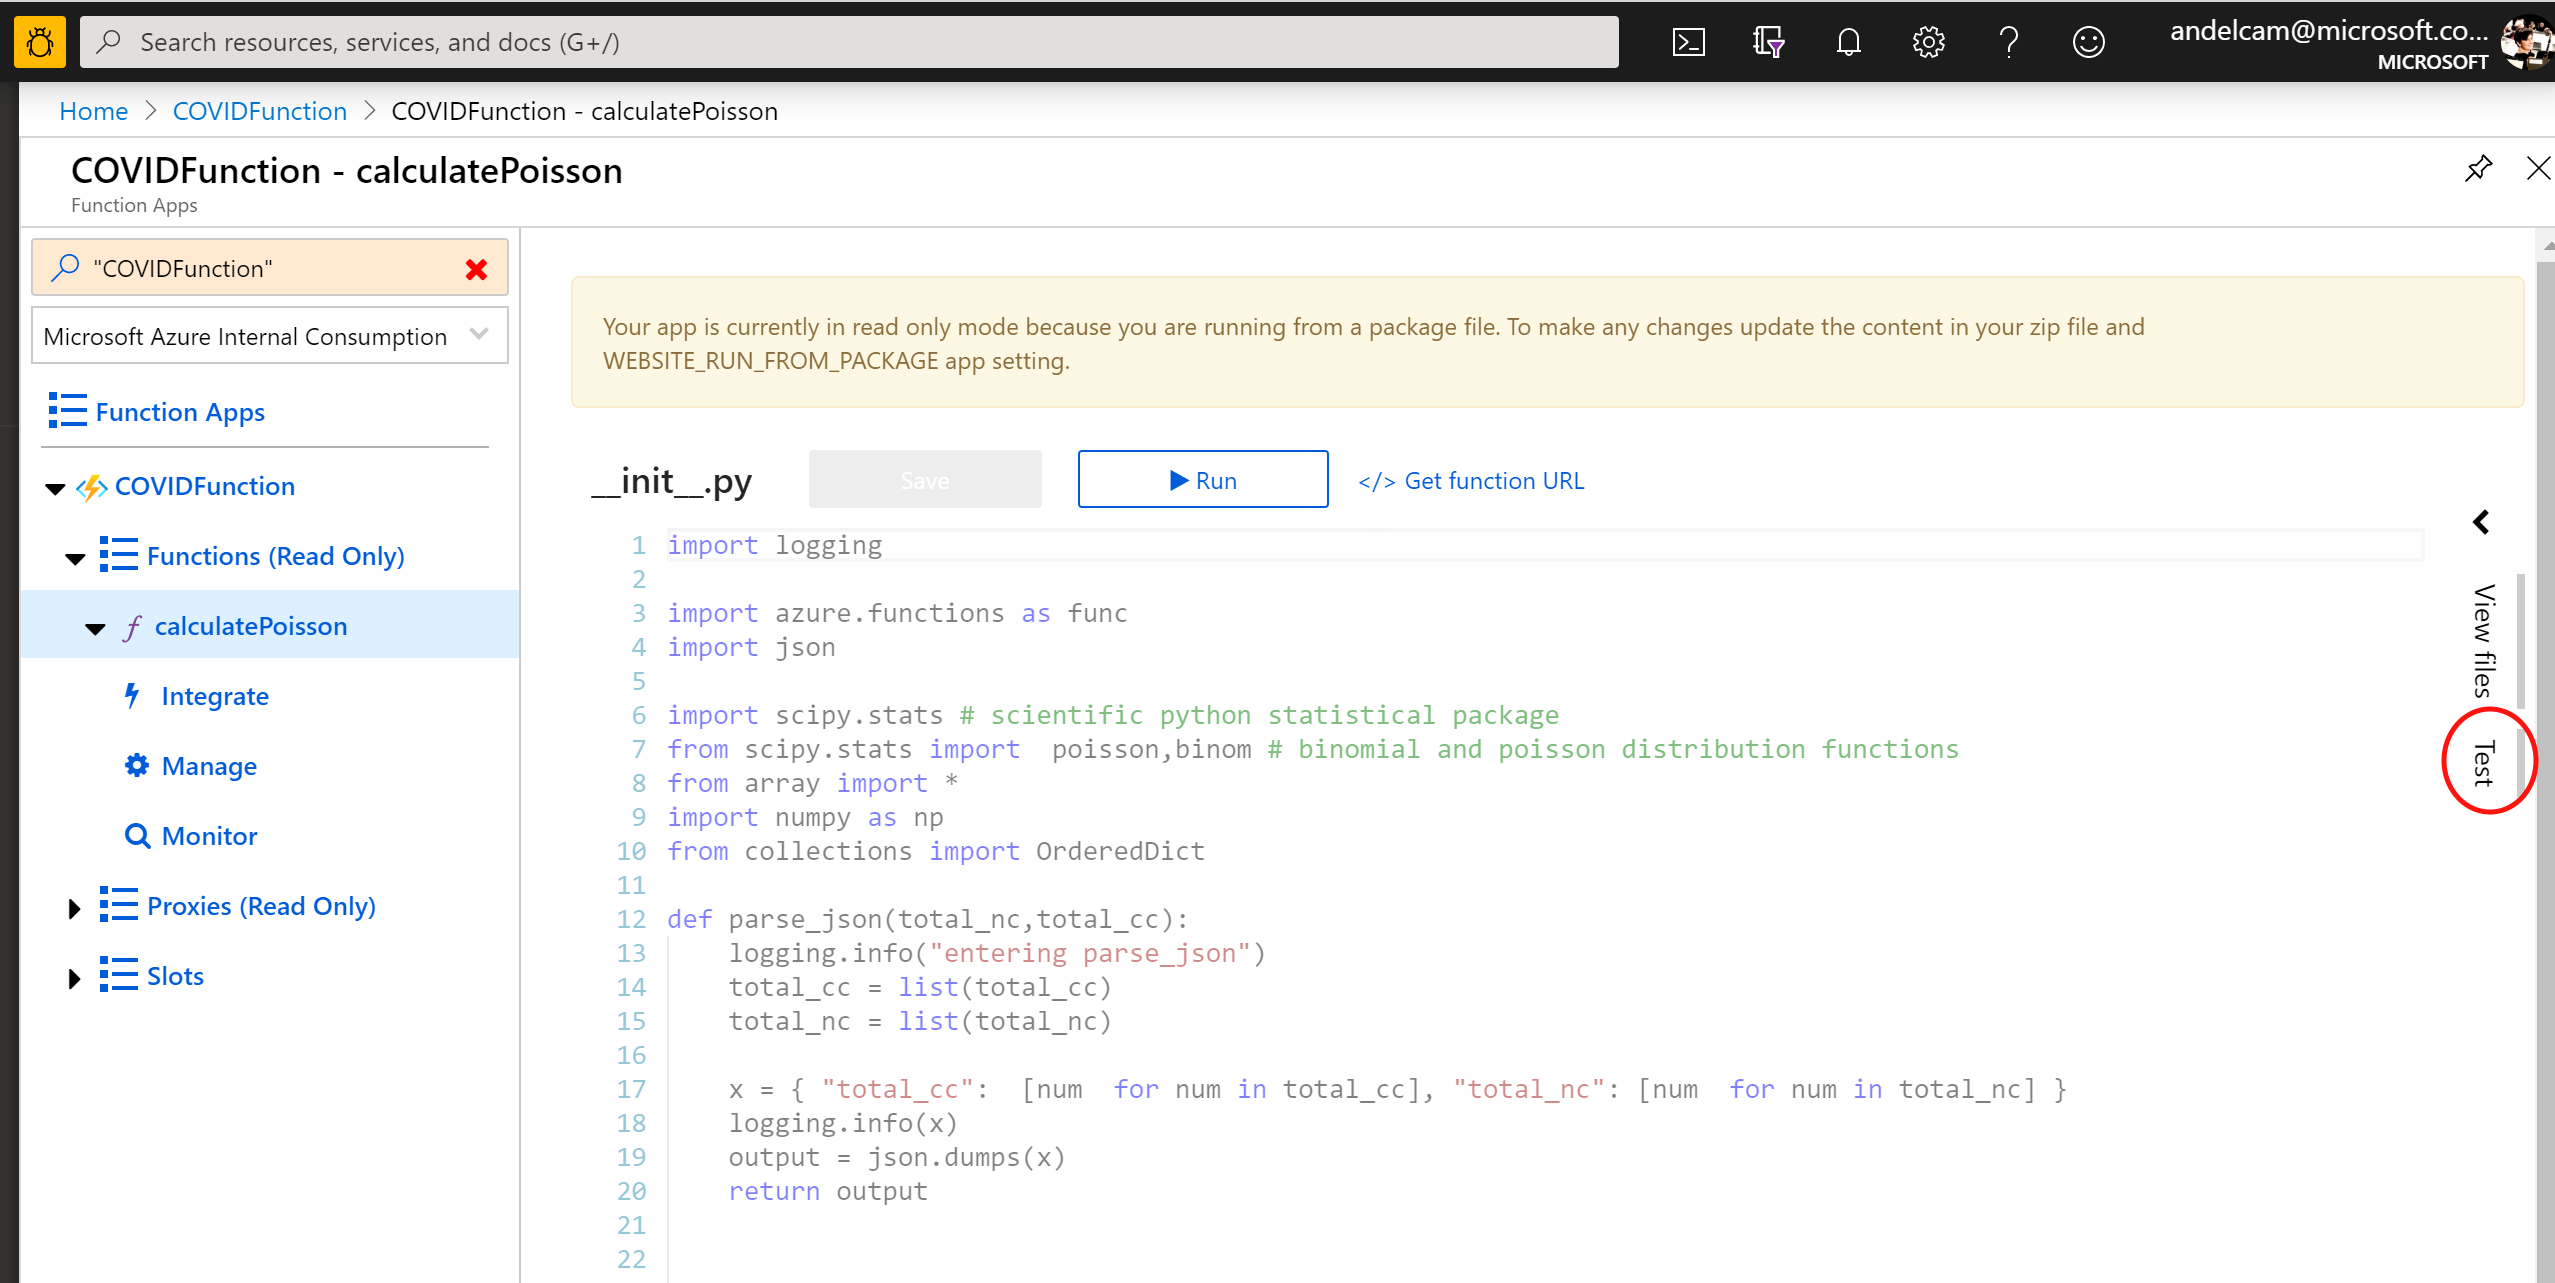 Search resources, services, and docs (G+/)
andelcam@microsoft.co...
MICROSOFT
Home > COVIDFunction > COVIDFunction - calculatePoisson
COVIDFunction - calculatePoisson
Function Apps
"COVIDFunction"
Microsoft Azure Internal Consumption
Function Apps
COVIDFunction
Functions (Read Only)
calculatePoisson
Integrate
Manage
Monitor
Proxies (Read Only)
Slots
Your app is currently in read only mode because you are running from a package file. To make any changes update the content in your zip file and
WEBSITE_RUN_FROM_PACKAGE app setting.
__init__.py Save Run </> Get function URL
1 import logging
2
3 import azure.functions as func
4 import json
5
6 import scipy.stats # scientific python statistical package
7 from scipy.stats import  poisson,binom # binomial and poisson distribution functions
8 from array import *
9 import numpy as np
10 from collections import OrderedDict
11
12 def parse_json(total_nc,total_cc):
13     logging.info("entering parse_json")
14     total_cc = list(total_cc)
15     total_nc = list(total_nc)
16
17     x = { "total_cc":  [num  for num in total_cc], "total_nc": [num  for num in total_nc] }
18     logging.info(x)
19     output = json.dumps(x)
20     return output
21
22
View files
Test